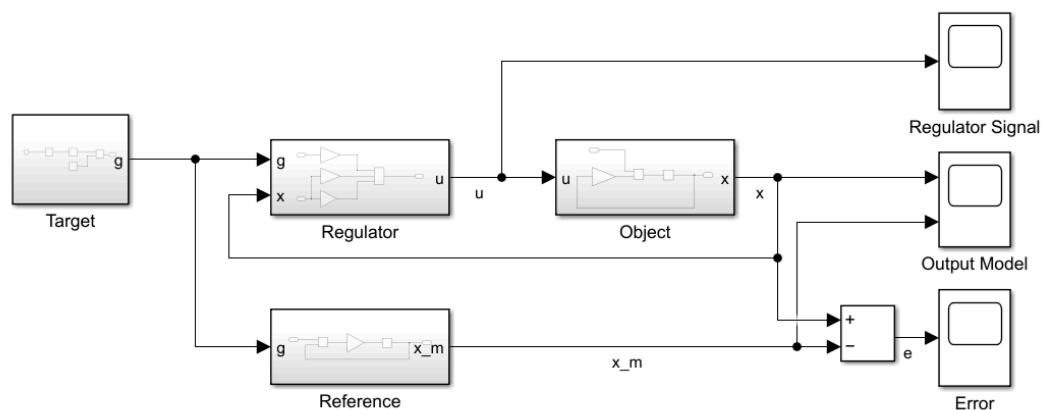 Regulator Signal
g
Target
g
x
u
Regulator
u
u
x
Object
x
Output Model
g
x_m
Reference
x_m
+
−
e
Error